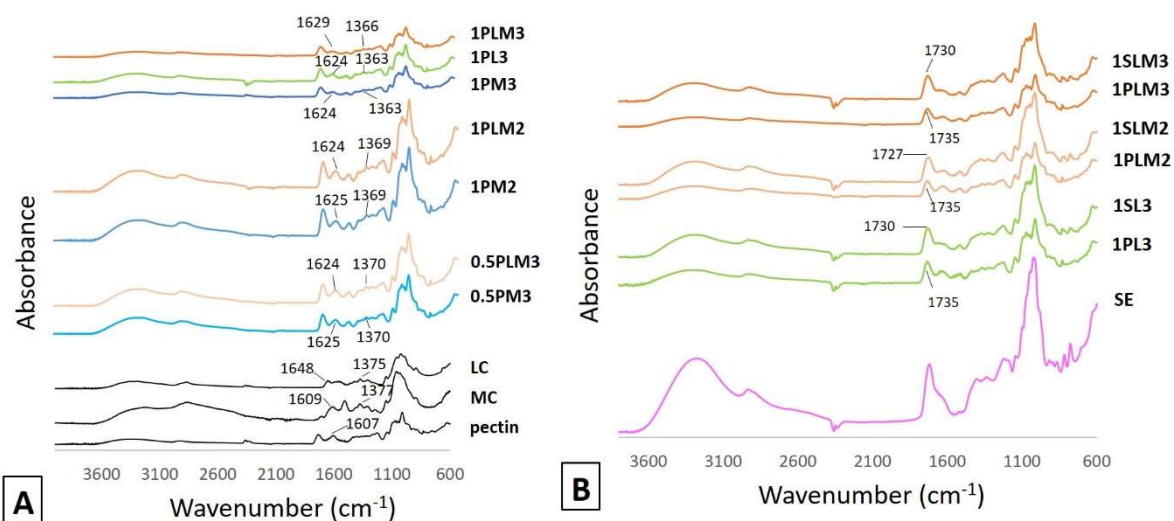 1629 1366 1PLM3
1624 1363 1PL3
1624 1363 1PM3
1624 1369 1PLM2
1625 1369 1PM2
1624 1370 0.5PLM3
1625 1370 0.5PM3
1648 1375 LC
1609 1377 MC
1607 pectin
Absorbance
3600 3100 2600 2100 1600 1100 600
Wavenumber (cm-1)
A
1730 1SLM3
1735 1PLM3
1727 1SLM2
1735 1PLM2
1730 1SL3
1735 1PL3
SE
Absorbance
3600 3100 2600 2100 1600 1100 600
Wavenumber (cm-1)
B